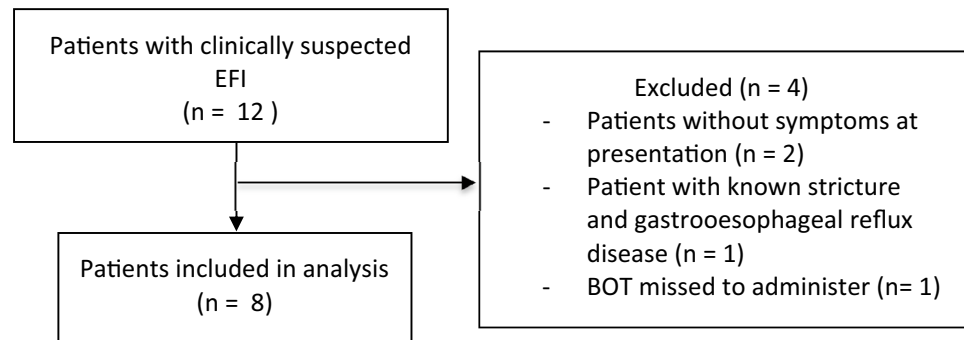 Patients with clinically suspected
EFI
(n = 12 )
Excluded (n = 4)
- Patients without symptoms at
presentation (n = 2)
- Patient with known stricture
and gastrooesophageal reflux
disease (n = 1)
- BOT missed to administer (n= 1)
Patients included in analysis
(n = 8)